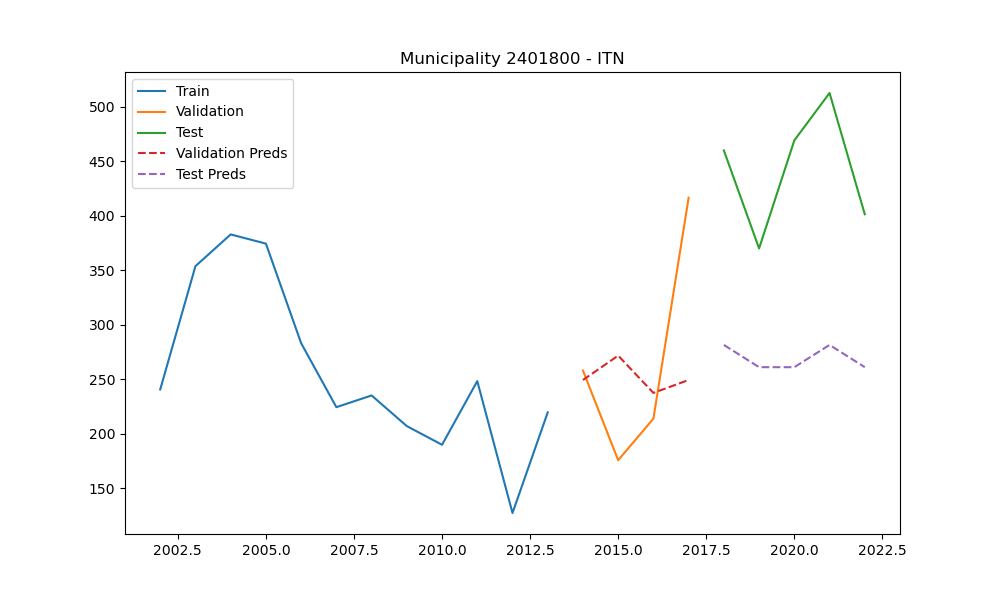 Municipality 2401800 - ITN
Train
Validation
Test
Validation Preds
Test Preds
500
450
400
350
300
250
200
150
2002.5 2005.0 2007.5 2010.0 2012.5 2015.0 2017.5 2020.0 2022.5